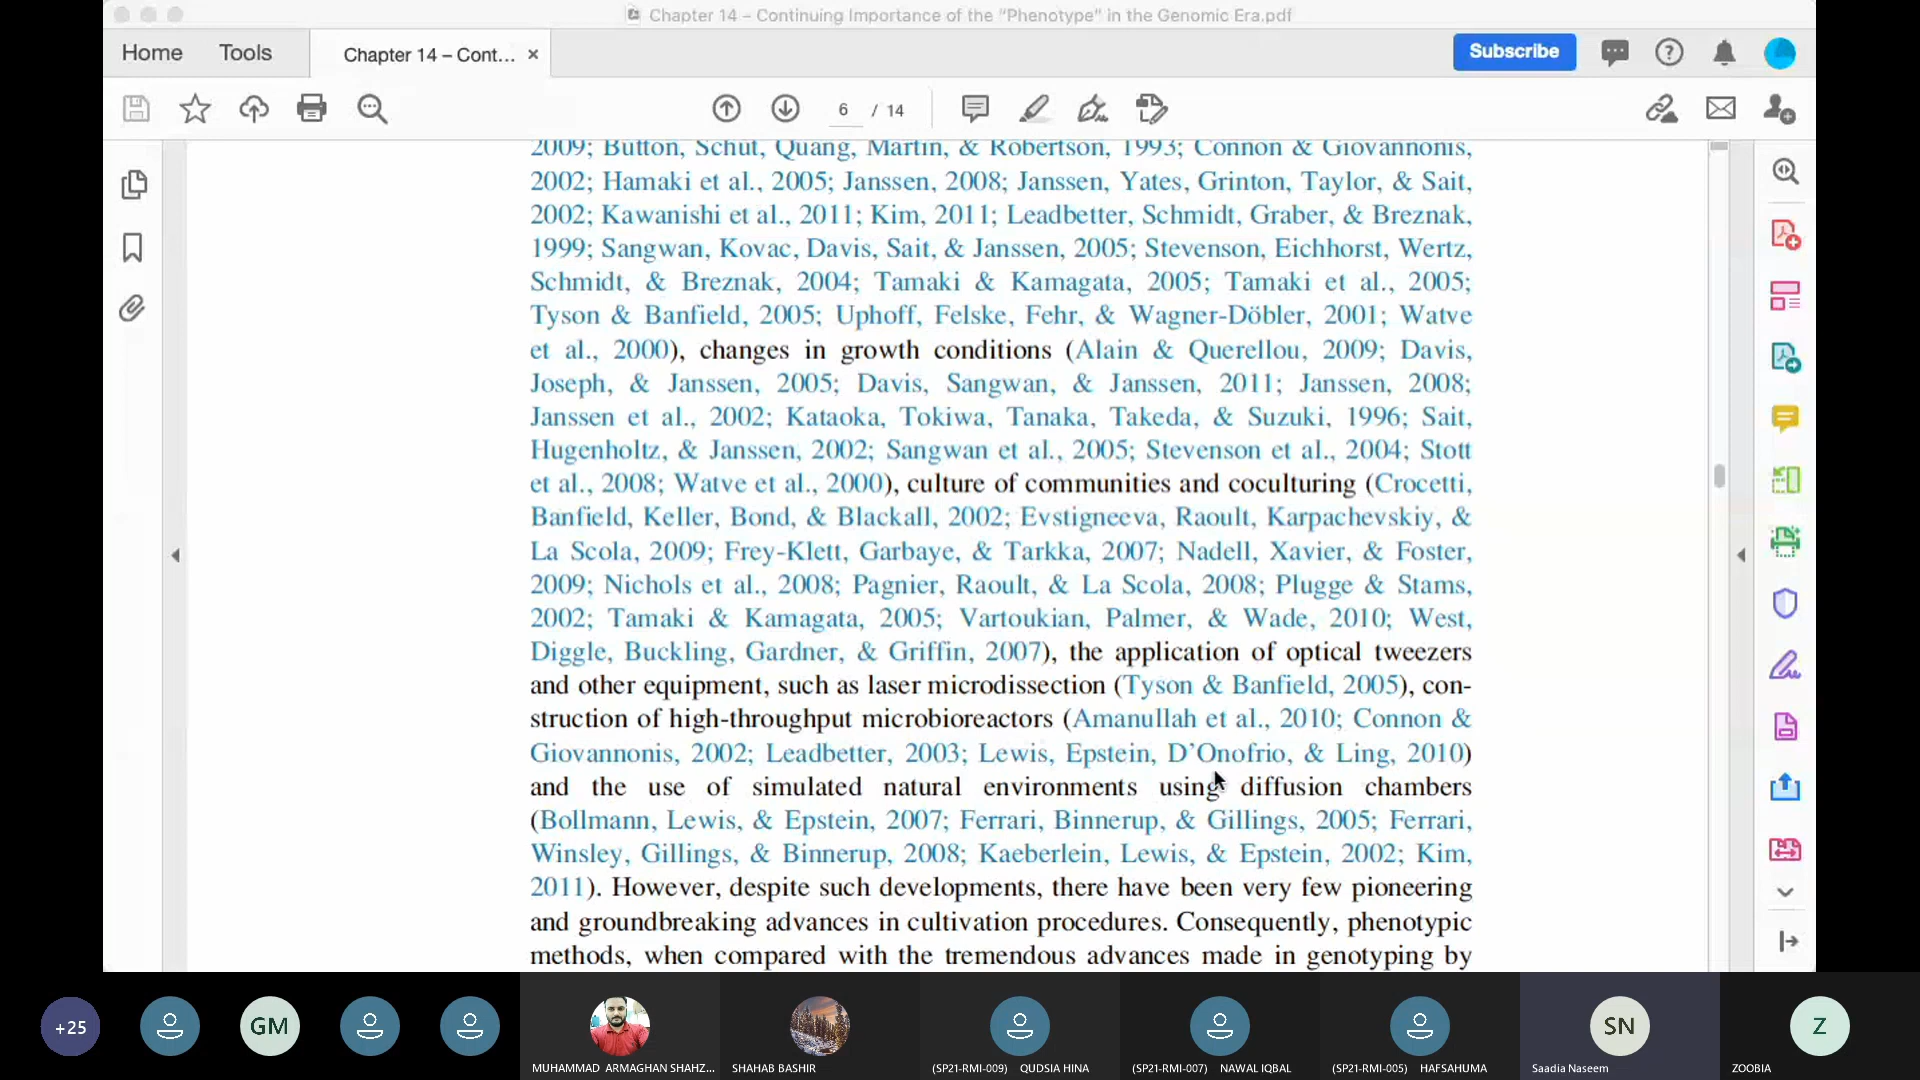 Chapter 14 – Continuing Importance of the "Phenotype" in the Genomic Era.pdf
Home Tools Chapter 14 – Cont... × Subscribe
6 / 14
2009; Button, Schut, Quang, Martin, & Robertson, 1993; Connon & Giovannonis,
2002; Hamaki et al., 2005; Janssen, 2008; Janssen, Yates, Grinton, Taylor, & Sait,
2002; Kawanishi et al., 2011; Kim, 2011; Leadbetter, Schmidt, Graber, & Breznak,
1999; Sangwan, Kovac, Davis, Sait, & Janssen, 2005; Stevenson, Eichhorst, Wertz,
Schmidt, & Breznak, 2004; Tamaki & Kamagata, 2005; Tamaki et al., 2005;
Tyson & Banfield, 2005; Uphoff, Felske, Fehr, & Wagner-Döbler, 2001; Watve
et al., 2000), changes in growth conditions (Alain & Querellou, 2009; Davis,
Joseph, & Janssen, 2005; Davis, Sangwan, & Janssen, 2011; Janssen, 2008;
Janssen et al., 2002; Kataoka, Tokiwa, Tanaka, Takeda, & Suzuki, 1996; Sait,
Hugenholtz, & Janssen, 2002; Sangwan et al., 2005; Stevenson et al., 2004; Stott
et al., 2008; Watve et al., 2000), culture of communities and coculturing (Crocetti,
Banfield, Keller, Bond, & Blackall, 2002; Evstigneeva, Raoult, Karpachevskiy, &
La Scola, 2009; Frey-Klett, Garbaye, & Tarkka, 2007; Nadell, Xavier, & Foster,
2009; Nichols et al., 2008; Pagnier, Raoult, & La Scola, 2008; Plugge & Stams,
2002; Tamaki & Kamagata, 2005; Vartoukian, Palmer, & Wade, 2010; West,
Diggle, Buckling, Gardner, & Griffin, 2007), the application of optical tweezers
and other equipment, such as laser microdissection (Tyson & Banfield, 2005), con-
struction of high-throughput microbioreactors (Amanullah et al., 2010; Connon &
Giovannonis, 2002; Leadbetter, 2003; Lewis, Epstein, D'Onofrio, & Ling, 2010)
and the use of simulated natural environments using diffusion chambers
(Bollmann, Lewis, & Epstein, 2007; Ferrari, Binnerup, & Gillings, 2005; Ferrari,
Winsley, Gillings, & Binnerup, 2008; Kaeberlein, Lewis, & Epstein, 2002; Kim,
2011). However, despite such developments, there have been very few pioneering
and groundbreaking advances in cultivation procedures. Consequently, phenotypic
methods, when compared with the tremendous advances made in genotyping by
+25 GM SN Z
MUHAMMAD ARMAGHAN SHAHZ... SHAHAB BASHIR (SP21-RMI-009) QUDSIA HINA (SP21-RMI-007) NAWAL IQBAL (SP21-RMI-005) HAFSAHUMA Saadia Naseem ZOOBIA